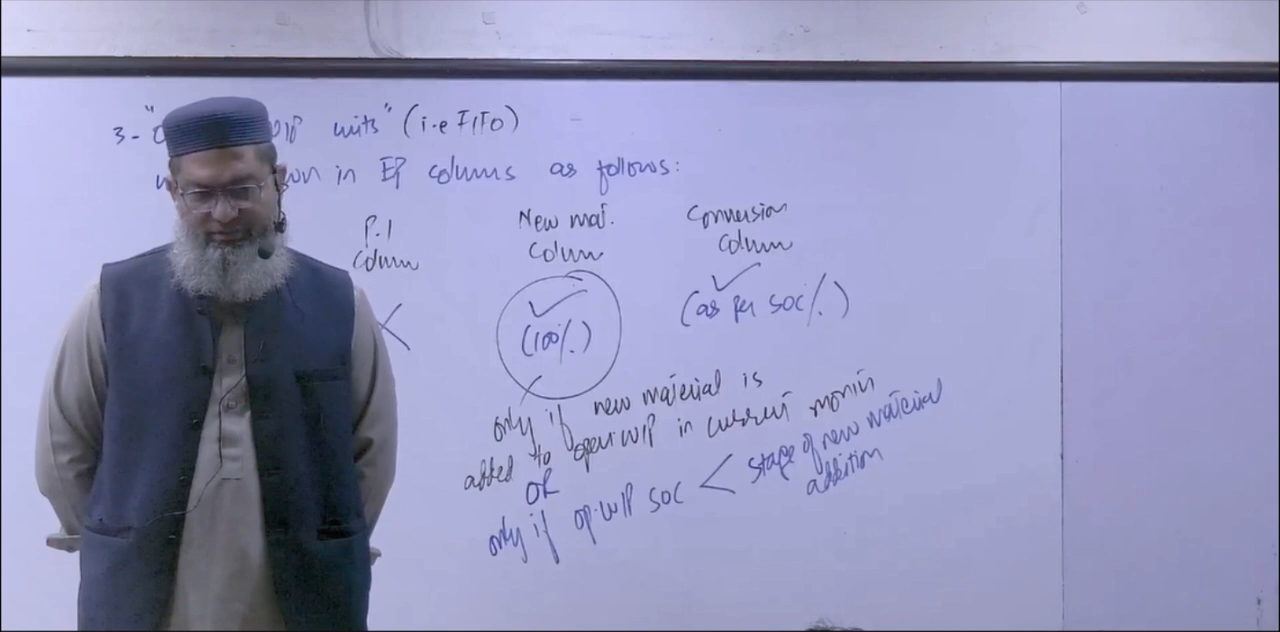 3- " WIP units" (i.e FIFO)
in EP columns as follows:
P.I Column
New mat. Column
Conversion Column
(100%)
(as per SOC%)
only if new material is
added to open.WIP in current month
OR
only if op.WIP SOC < stage of new material
addition